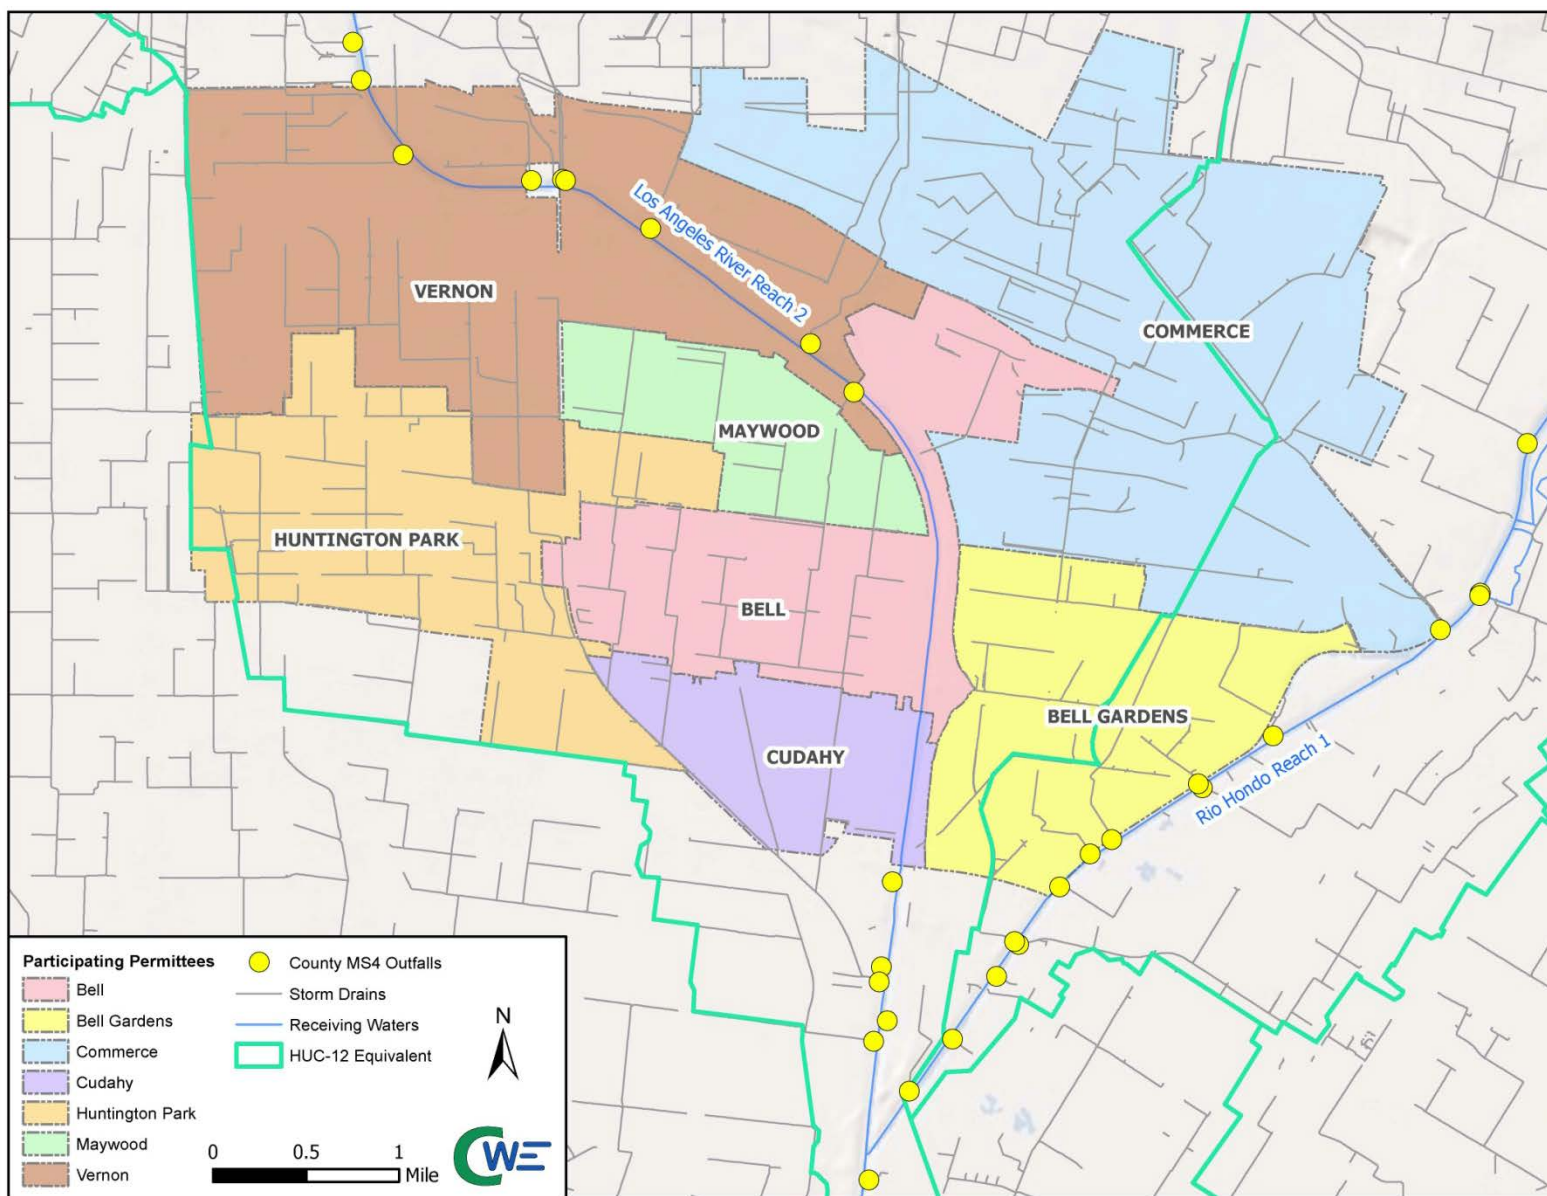 Los Angeles River Reach 2
VERNON
COMMERCE
MAYWOOD
HUNTINGTON PARK
BELL
BELL GARDENS
CUDAHY
Rio Hondo Reach 1
Participating Permittees
Bell
Bell Gardens
Commerce
Cudahy
Huntington Park
Maywood
Vernon
County MS4 Outfalls
Storm Drains
Receiving Waters
HUC-12 Equivalent
N
0 0.5 1
Mile
CWE